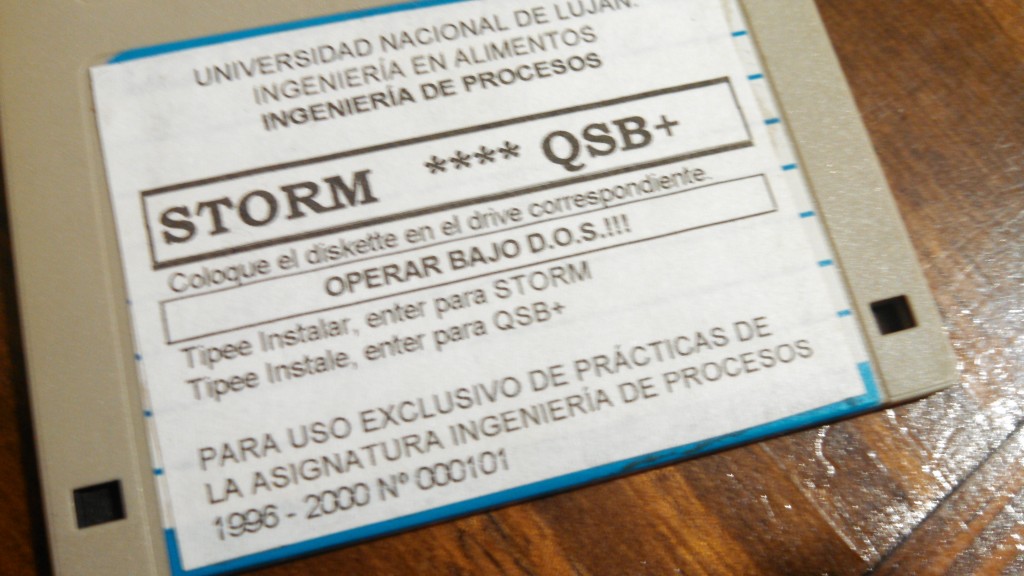 UNIVERSIDAD NACIONAL DE LUJAN.
INGENIERÍA EN ALIMENTOS
INGENIERÍA DE PROCESOS
STORM **** QSB+
Coloque el diskette en el drive correspondiente.
OPERAR BAJO D.O.S.!!!
Tipee Instalar, enter para STORM
Tipee Instale, enter para QSB+
PARA USO EXCLUSIVO DE PRÁCTICAS DE
LA ASIGNATURA INGENIERÍA DE PROCESOS
1996 - 2000 Nº 000101